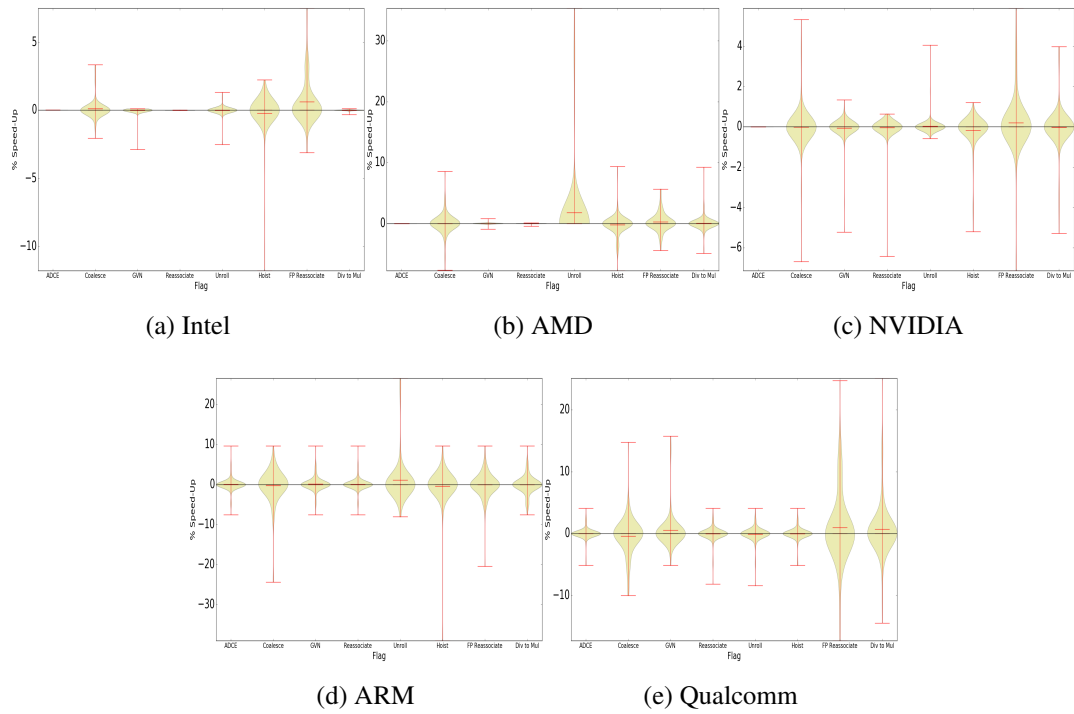 5
0
−5
−10
% Speed-Up
ADCE Coalesce GVN Reassociate Unroll Hoist FP Reassociate Div to Mul
Flag
(a) Intel
30
20
10
0
% Speed-Up
ADCE Coalesce GVN Reassociate Unroll Hoist FP Reassociate Div to Mul
Flag
(b) AMD
4
2
0
−2
−4
−6
% Speed-Up
ADCE Coalesce GVN Reassociate Unroll Hoist FP Reassociate Div to Mul
Flag
(c) NVIDIA
20
10
0
−10
−20
−30
% Speed-Up
ADCE Coalesce GVN Reassociate Unroll Hoist FP Reassociate Div to Mul
Flag
(d) ARM
20
10
0
−10
% Speed-Up
ADCE Coalesce GVN Reassociate Unroll Hoist FP Reassociate Div to Mul
Flag
(e) Qualcomm